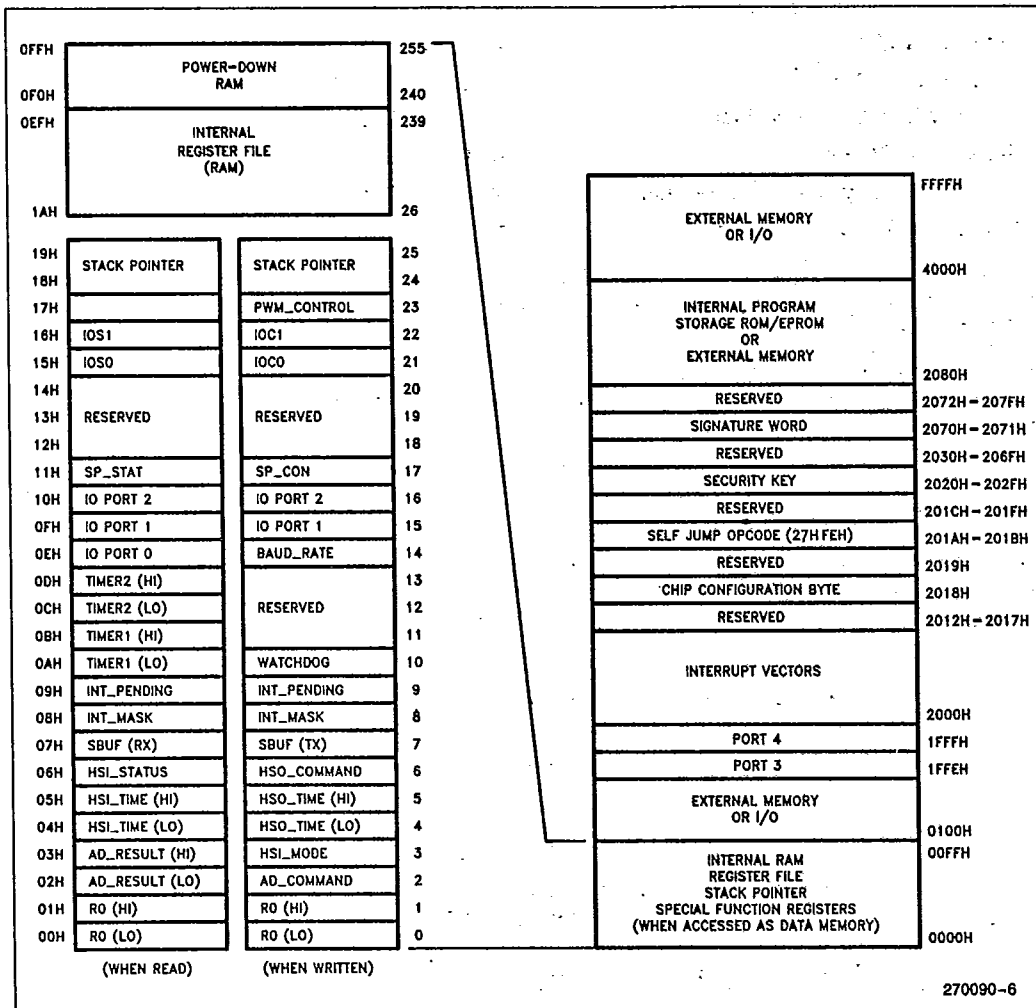 0FFH POWER-DOWN RAM 255
0F0H 240
0EFH INTERNAL REGISTER FILE (RAM) 239
1AH 26
19H STACK POINTER STACK POINTER 25
18H 24
17H PWM_CONTROL 23
16H IOS1 IOC1 22
15H IOS0 IOC0 21
14H 20
13H RESERVED RESERVED 19
12H 18
11H SP_STAT SP_CON 17
10H IO PORT 2 IO PORT 2 16
0FH IO PORT 1 IO PORT 1 15
0EH IO PORT 0 BAUD_RATE 14
0DH TIMER2 (HI) 13
0CH TIMER2 (LO) RESERVED 12
0BH TIMER1 (HI) 11
0AH TIMER1 (LO) WATCHDOG 10
09H INT_PENDING INT_PENDING 9
08H INT_MASK INT_MASK 8
07H SBUF (RX) SBUF (TX) 7
06H HSI_STATUS HSO_COMMAND 6
05H HSI_TIME (HI) HSO_TIME (HI) 5
04H HSI_TIME (LO) HSO_TIME (LO) 4
03H AD_RESULT (HI) HSI_MODE 3
02H AD_RESULT (LO) AD_COMMAND 2
01H R0 (HI) R0 (HI) 1
00H R0 (LO) R0 (LO) 0
(WHEN READ) (WHEN WRITTEN)
FFFFH
EXTERNAL MEMORY
OR I/O
4000H
INTERNAL PROGRAM
STORAGE ROM/EPROM
OR
EXTERNAL MEMORY
2080H
RESERVED 2072H-207FH
SIGNATURE WORD 2070H-2071H
RESERVED 2030H-206FH
SECURITY KEY 2020H-202FH
RESERVED 201CH-201FH
SELF JUMP OPCODE (27H FEH) 201AH-201BH
RESERVED 2019H
CHIP CONFIGURATION BYTE 2018H
RESERVED 2012H-2017H
INTERRUPT VECTORS
2000H
PORT 4 1FFFH
PORT 3 1FFEH
EXTERNAL MEMORY
OR I/O
0100H
00FFH
INTERNAL RAM
REGISTER FILE
STACK POINTER
SPECIAL FUNCTION REGISTERS
(WHEN ACCESSED AS DATA MEMORY)
0000H
270090-6